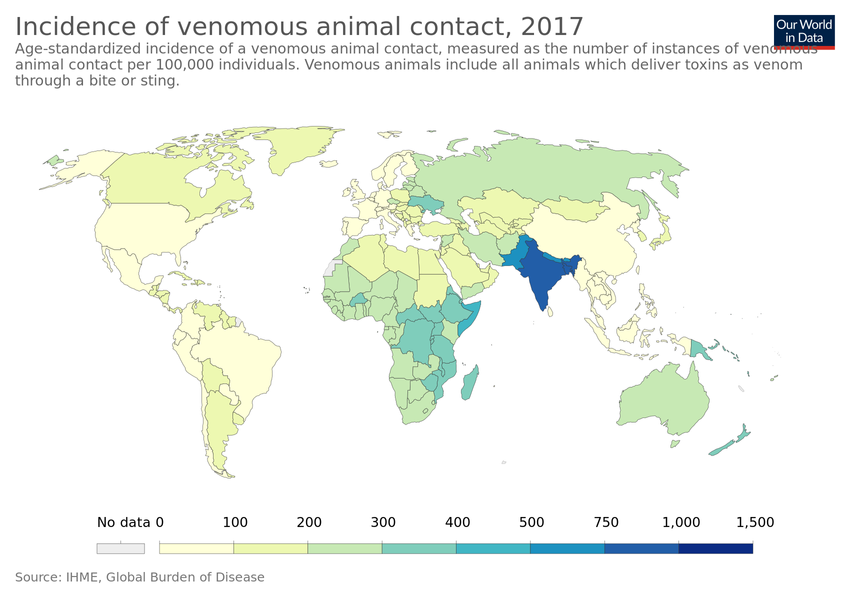 Incidence of venomous animal contact, 2017
Our World
in Data
Age-standardized incidence of a venomous animal contact, measured as the number of instances of venomous
animal contact per 100,000 individuals. Venomous animals include all animals which deliver toxins as venom
through a bite or sting.
No data 0 100 200 300 400 500 750 1,000 1,500
Source: IHME, Global Burden of Disease